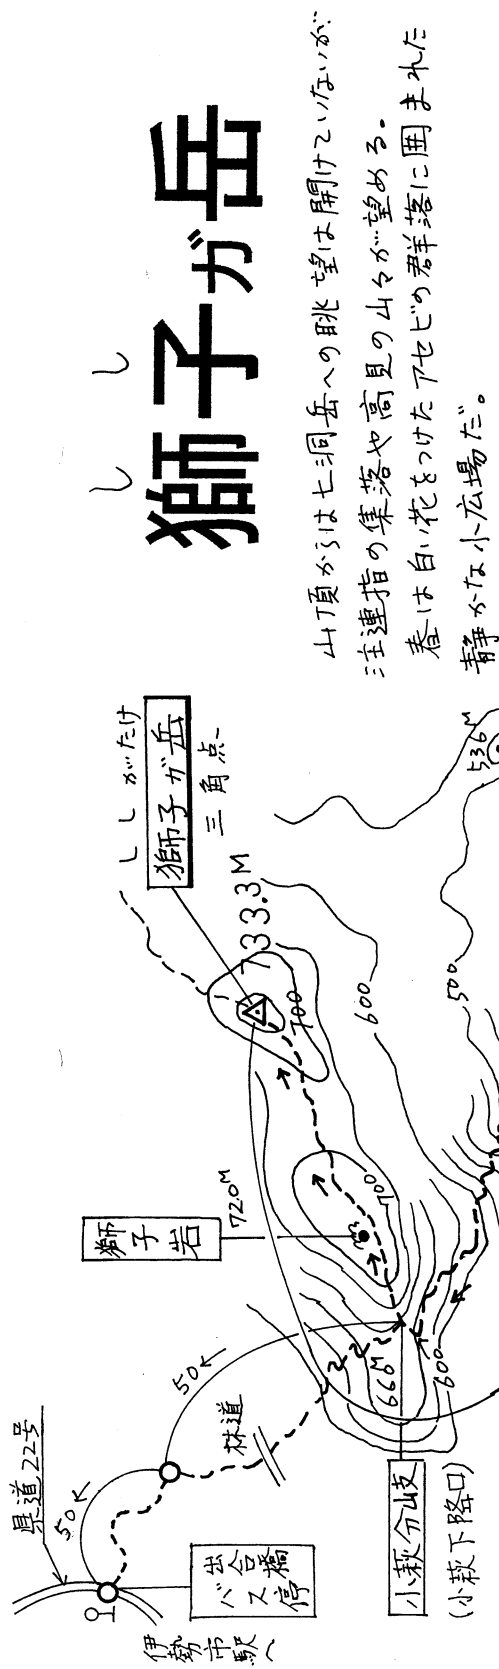 しし
獅子ガ岳
山頂からは七洞岳への眺望は開けていないが
注連指の集落や高見の山々が望める。
春は白い花をつけたアセビの群落に囲まれた
静かな小広場だ。
ししがたけ
獅子ガ岳
三角点
733.3M
700
720M
獅子岩
700
600
500
536M
666M
600
小萩分岐
(小萩下降口)
50
林道
50
県道22号
出合橋
バス停
伊勢市駅へ